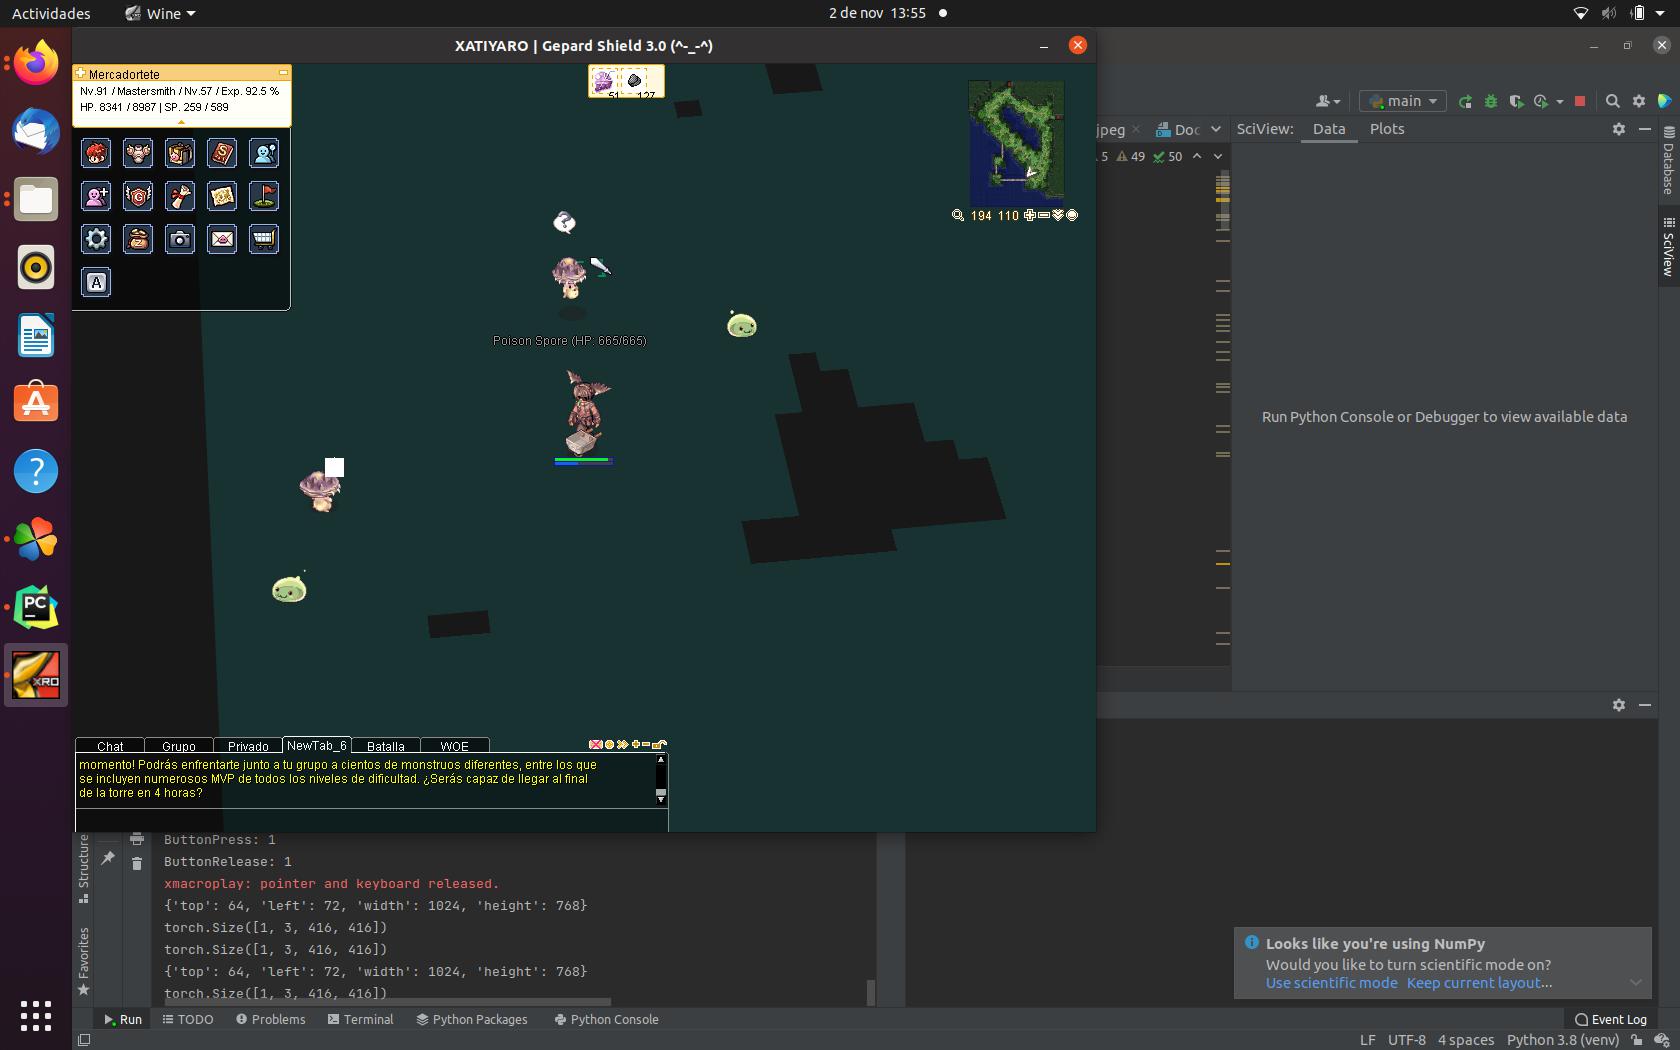 Actividades
Wine
2 de nov 13:55
XATIYARO | Gepard Shield 3.0 (^-_-^)
Mercadortete
Nv.91 / Mastersmith / Nv.57 / Exp. 92.5 %
HP. 8341 / 8987 | SP. 259 / 589
51
127
194 110
A
Poison Spore (HP: 665/665)
Chat
Grupo
Privado
NewTab_6
Batalla
WOE
momento! Podrás enfrentarte junto a tu grupo a cientos de monstruos diferentes, entre los que
se incluyen numerosos MVP de todos los niveles de dificultad. ¿Serás capaz de llegar al final
de la torre en 4 horas?
main
jpeg
Doc
SciView:
Data
Plots
5
49
50
Database
SciView
Run Python Console or Debugger to view available data
PC
XRO
Structure
Favorites
ButtonPress: 1
ButtonRelease: 1
xmacroplay: pointer and keyboard released.
{'top': 64, 'left': 72, 'width': 1024, 'height': 768}
torch.Size([1, 3, 416, 416])
torch.Size([1, 3, 416, 416])
{'top': 64, 'left': 72, 'width': 1024, 'height': 768}
torch.Size([1, 3, 416, 416])
Looks like you're using NumPy
Would you like to turn scientific mode on?
Use scientific mode Keep current layout...
Run
TODO
Problems
Terminal
Python Packages
Python Console
Event Log
LF UTF-8 4 spaces Python 3.8 (venv)